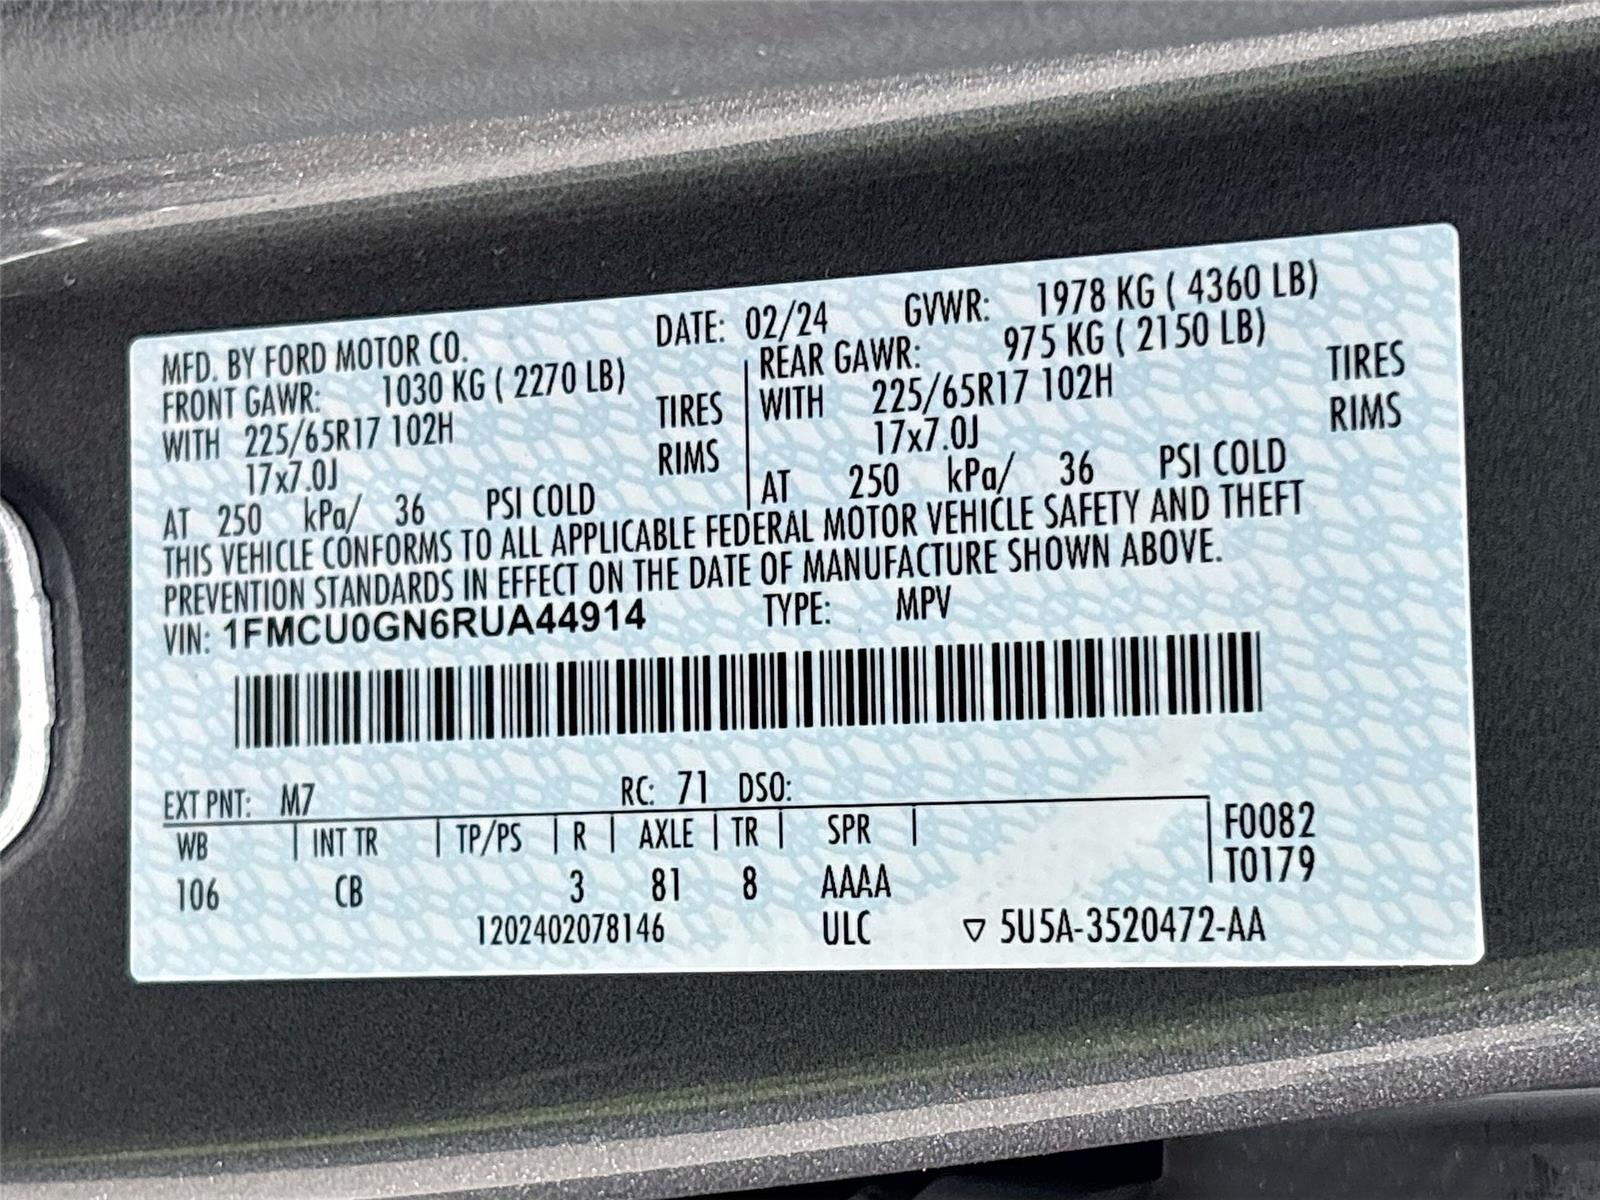 MFD. BY FORD MOTOR CO. DATE: 02/24 GVWR: 1978 KG ( 4360 LB)
FRONT GAWR: 1030 KG ( 2270 LB) REAR GAWR: 975 KG ( 2150 LB)
WITH 225/65R17 102H TIRES WITH 225/65R17 102H TIRES
17x7.0J RIMS 17x7.0J RIMS
AT 250 kPa/ 36 PSI COLD AT 250 kPa/ 36 PSI COLD
THIS VEHICLE CONFORMS TO ALL APPLICABLE FEDERAL MOTOR VEHICLE SAFETY AND THEFT
PREVENTION STANDARDS IN EFFECT ON THE DATE OF MANUFACTURE SHOWN ABOVE.
VIN: 1FMCU0GN6RUA44914 TYPE: MPV
EXT PNT: M7 RC: 71 DSO:
WB | INT TR | TP/PS | R | AXLE | TR | SPR | F0082
106 CB 3 81 8 AAAA T0179
1202402078146 ULC ▽ 5U5A-3520472-AA